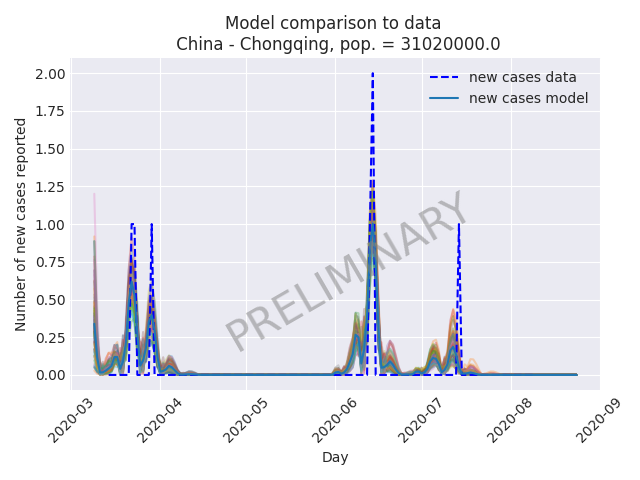 Model comparison to data
China - Chongqing, pop. = 31020000.0
new cases data
new cases model
PRELIMINARY
Number of new cases reported
2.00
1.75
1.50
1.25
1.00
0.75
0.50
0.25
0.00
2020-03
2020-04
2020-05
2020-06
2020-07
2020-08
2020-09
Day